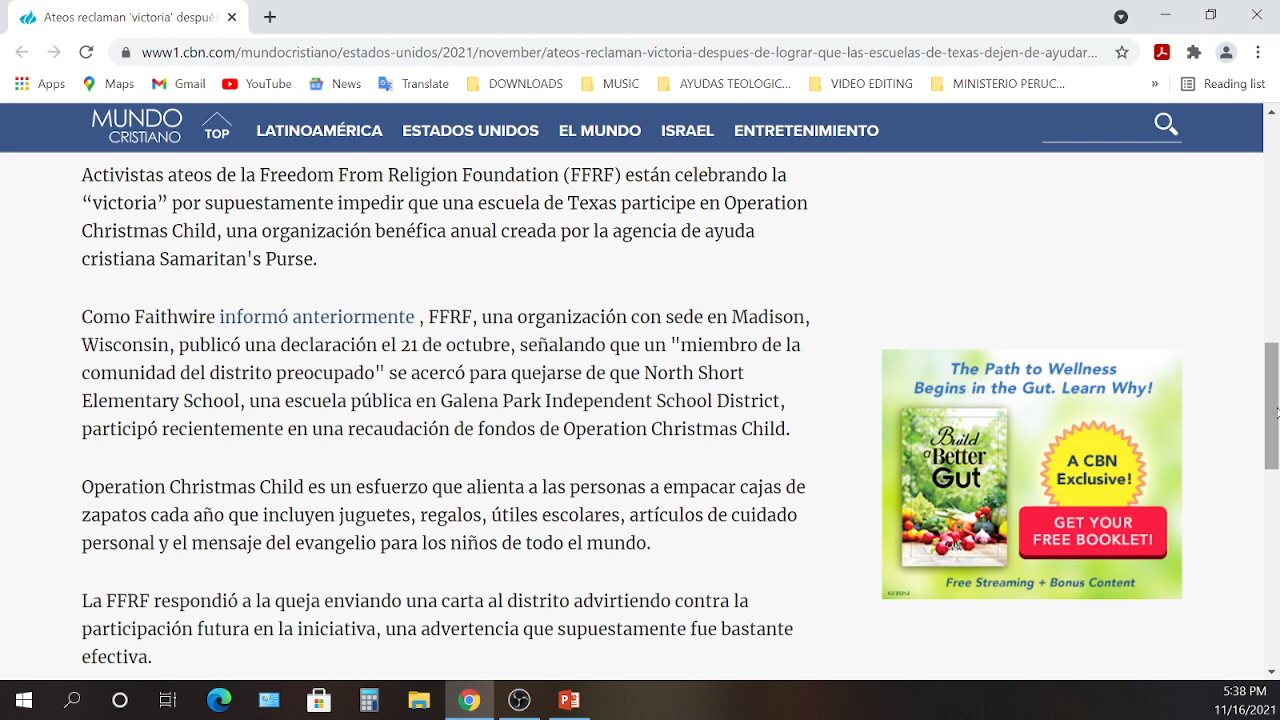 Ateos reclaman 'victoria' despué
www1.cbn.com/mundocristiano/estados-unidos/2021/november/ateos-reclaman-victoria-despues-de-lograr-que-las-escuelas-de-texas-dejen-de-ayudar...
Apps Maps Gmail YouTube News Translate DOWNLOADS MUSIC AYUDAS TEOLOGIC... VIDEO EDITING MINISTERIO PERUC... » Reading list
MUNDO
CRISTIANO
TOP LATINOAMÉRICA ESTADOS UNIDOS EL MUNDO ISRAEL ENTRETENIMIENTO
Activistas ateos de la Freedom From Religion Foundation (FFRF) están celebrando la
“victoria” por supuestamente impedir que una escuela de Texas participe en Operation
Christmas Child, una organización benéfica anual creada por la agencia de ayuda
cristiana Samaritan's Purse.
Como Faithwire informó anteriormente , FFRF, una organización con sede en Madison,
Wisconsin, publicó una declaración el 21 de octubre, señalando que un "miembro de la
comunidad del distrito preocupado" se acercó para quejarse de que North Short
Elementary School, una escuela pública en Galena Park Independent School District,
participó recientemente en una recaudación de fondos de Operation Christmas Child.
Operation Christmas Child es un esfuerzo que alienta a las personas a empacar cajas de
zapatos cada año que incluyen juguetes, regalos, útiles escolares, artículos de cuidado
personal y el mensaje del evangelio para los niños de todo el mundo.
La FFRF respondió a la queja enviando una carta al distrito advirtiendo contra la
participación futura en la iniciativa, una advertencia que supuestamente fue bastante
efectiva.
The Path to Wellness
Begins in the Gut. Learn Why!
Build
a Better
Gut
A CBN
Exclusive!
GET YOUR
FREE BOOKLET!
Free Streaming + Bonus Content
5:38 PM
11/16/2021